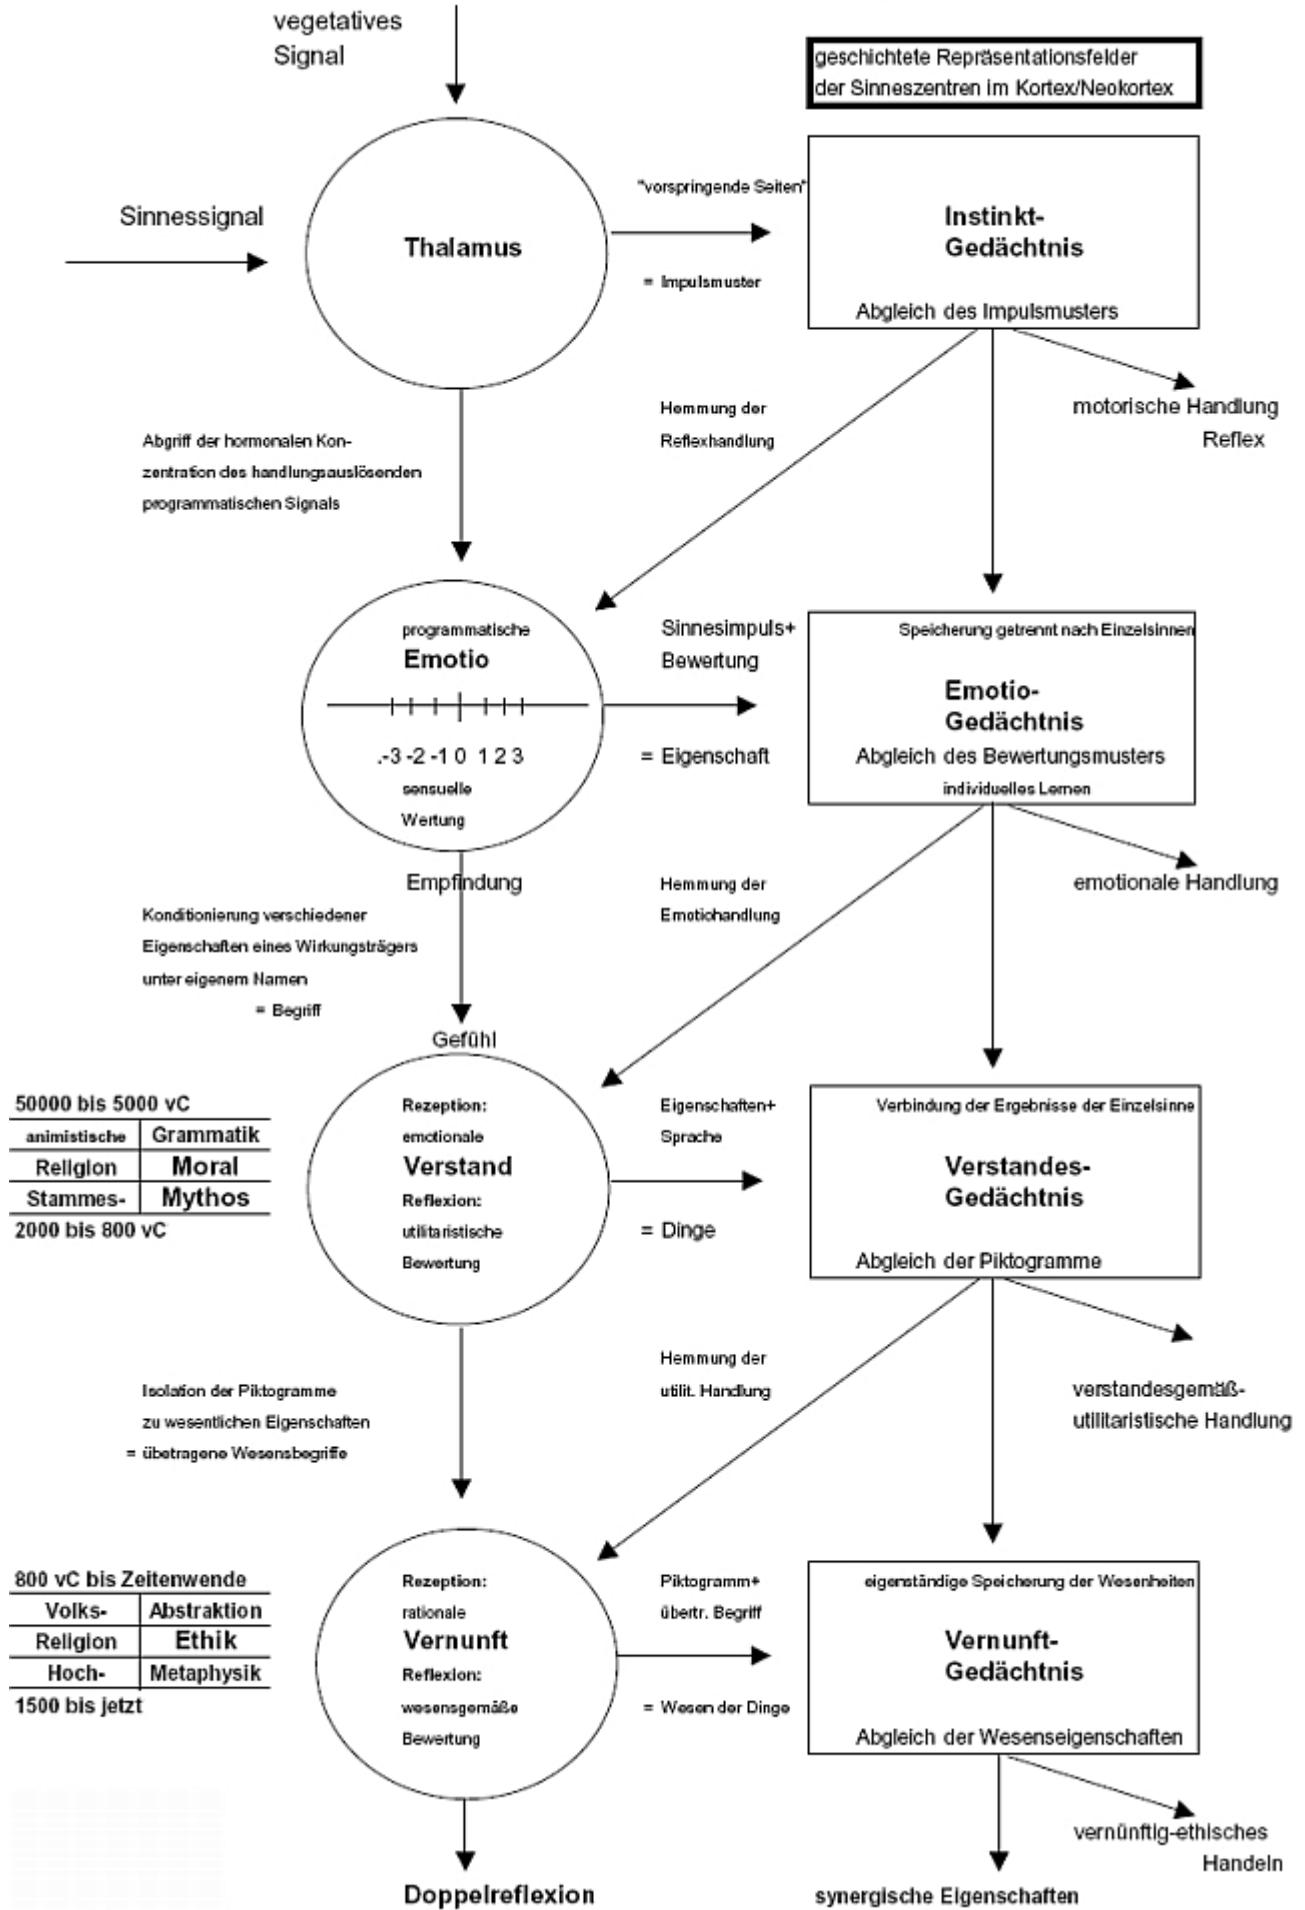 vegetatives
Signal
geschichtete Repräsentationsfelder
der Sinneszentren im Kortex/Neokortex
Sinnessignal
Thalamus
"vorspringende Seiten"
= Impulsmuster
Instinkt-
Gedächtnis
Abgleich des Impulsmusters
Abgriff der hormonalen Kon-
zentration des handlungsauslösenden
programmatischen Signals
Hemmung der
Reflexhandlung
motorische Handlung
Reflex
programmatische
Emotio
.-3 -2 -1 0 1 2 3
sensuelle
Wertung
Sinnesimpuls+
Bewertung
= Eigenschaft
Speicherung getrennt nach Einzelsinnen
Emotio-
Gedächtnis
Abgleich des Bewertungsmusters
individuelles Lernen
Empfindung
Konditionierung verschiedener
Eigenschaften eines Wirkungsträgers
unter eigenem Namen
= Begriff
Hemmung der
Emotiohandlung
emotionale Handlung
Gefühl
50000 bis 5000 vC
animistische Grammatik
Religion Moral
Stammes- Mythos
2000 bis 800 vC
Rezeption:
emotionale
Verstand
Reflexion:
utilitaristische
Bewertung
Eigenschaften+
Sprache
= Dinge
Verbindung der Ergebnisse der Einzelsinne
Verstandes-
Gedächtnis
Abgleich der Piktogramme
Isolation der Piktogramme
zu wesentlichen Eigenschaften
= übetragene Wesensbegriffe
Hemmung der
utilit. Handlung
verstandesgemäß-
utilitaristische Handlung
800 vC bis Zeitenwende
Volks- Abstraktion
Religion Ethik
Hoch- Metaphysik
1500 bis jetzt
Rezeption:
rationale
Vernunft
Reflexion:
wesensgemäße
Bewertung
Piktogramm+
übertr. Begriff
= Wesen der Dinge
eigenständige Speicherung der Wesenheiten
Vernunft-
Gedächtnis
Abgleich der Wesenseigenschaften
vernünftig-ethisches
Handeln
Doppelreflexion
synergische Eigenschaften